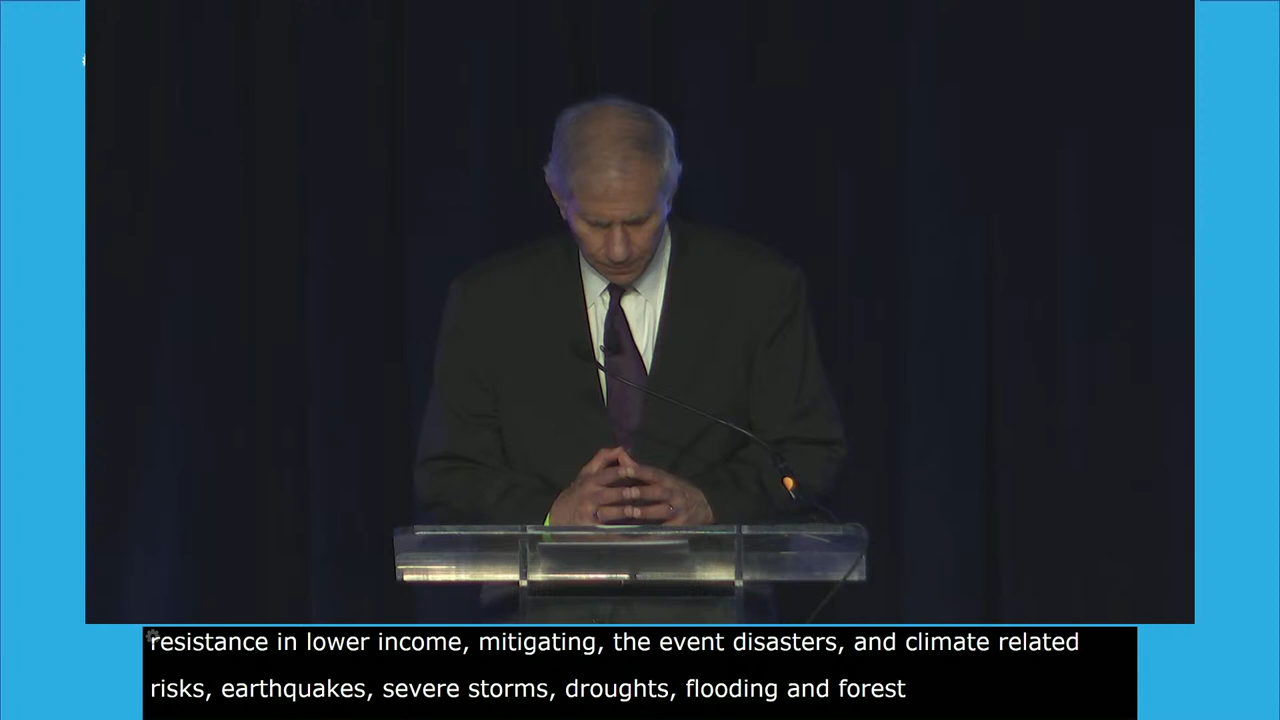 resistance in lower income, mitigating, the event disasters, and climate related
risks, earthquakes, severe storms, droughts, flooding and forest